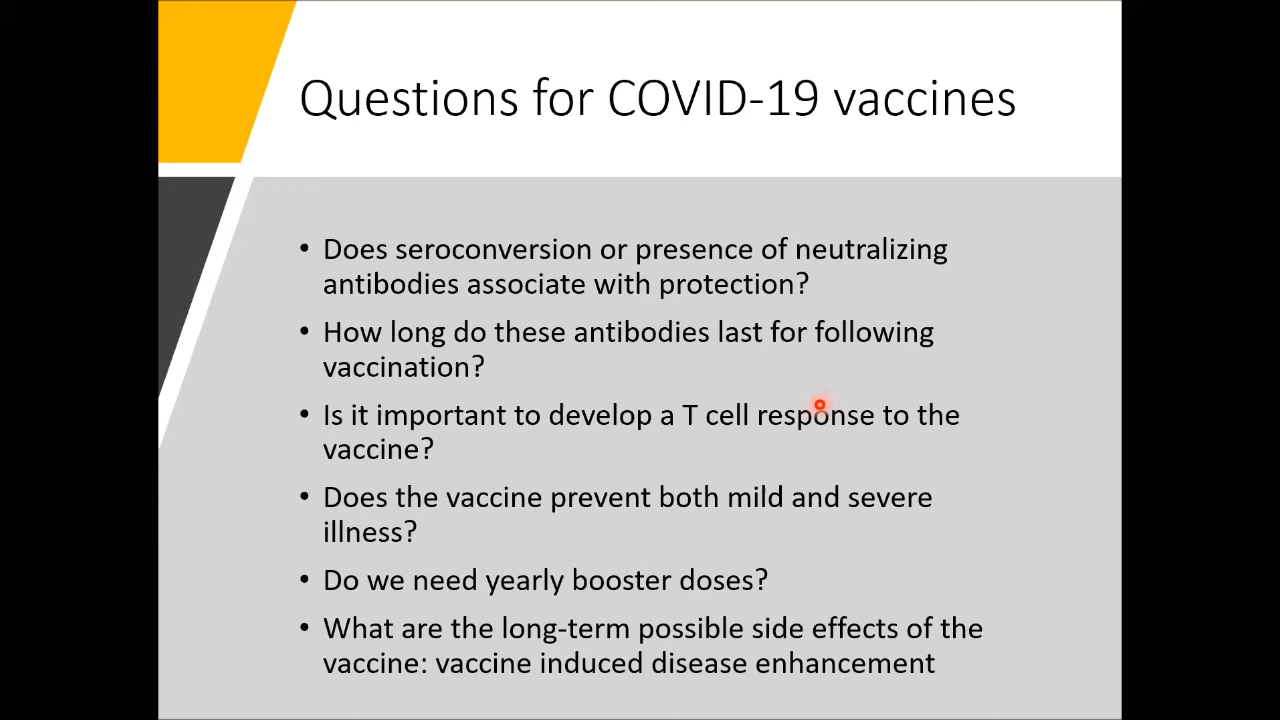 Questions for COVID-19 vaccines
• Does seroconversion or presence of neutralizing
antibodies associate with protection?
• How long do these antibodies last for following
vaccination?
• Is it important to develop a T cell response to the
vaccine?
• Does the vaccine prevent both mild and severe
illness?
• Do we need yearly booster doses?
• What are the long-term possible side effects of the
vaccine: vaccine induced disease enhancement